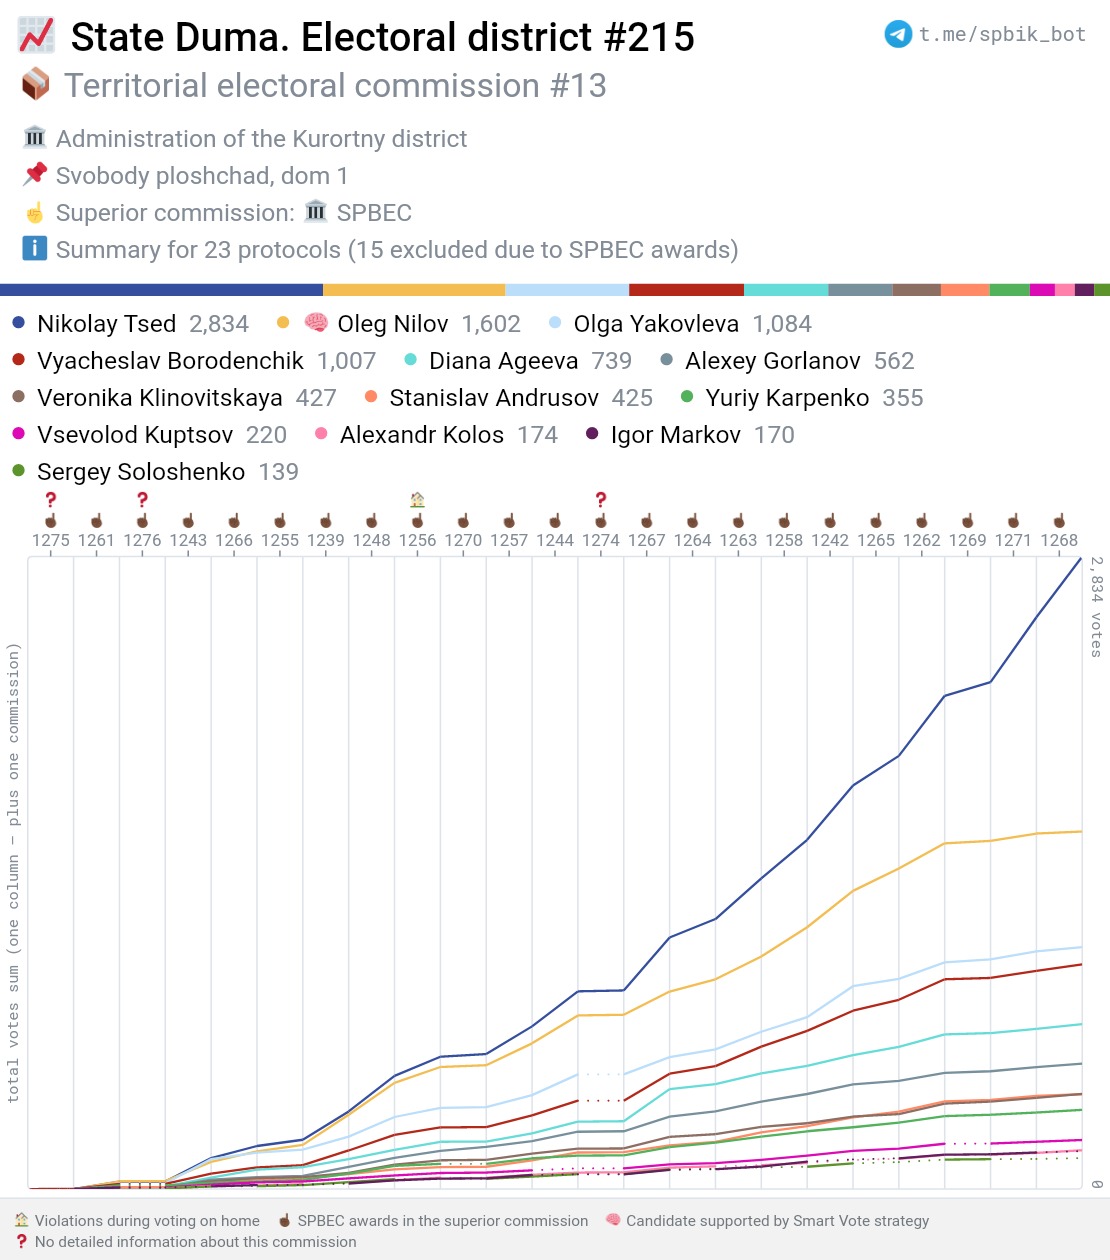 State Duma. Electoral district #215
t.me/spbik_bot
Territorial electoral commission #13
Administration of the Kurortny district
Svobody ploshchad, dom 1
Superior commission: SPBEC
Summary for 23 protocols (15 excluded due to SPBEC awards)
Nikolay Tsed 2,834 Oleg Nilov 1,602 Olga Yakovleva 1,084
Vyacheslav Borodenchik 1,007 Diana Ageeva 739 Alexey Gorlanov 562
Veronika Klinovitskaya 427 Stanislav Andrusov 425 Yuriy Karpenko 355
Vsevolod Kuptsov 220 Alexandr Kolos 174 Igor Markov 170
Sergey Soloshenko 139
1275 1261 1276 1243 1266 1255 1239 1248 1256 1270 1257 1244 1274 1267 1264 1263 1258 1242 1265 1262 1269 1271 1268
2,834 votes
total votes sum (one column – plus one commission)
0
Violations during voting on home SPBEC awards in the superior commission Candidate supported by Smart Vote strategy
No detailed information about this commission